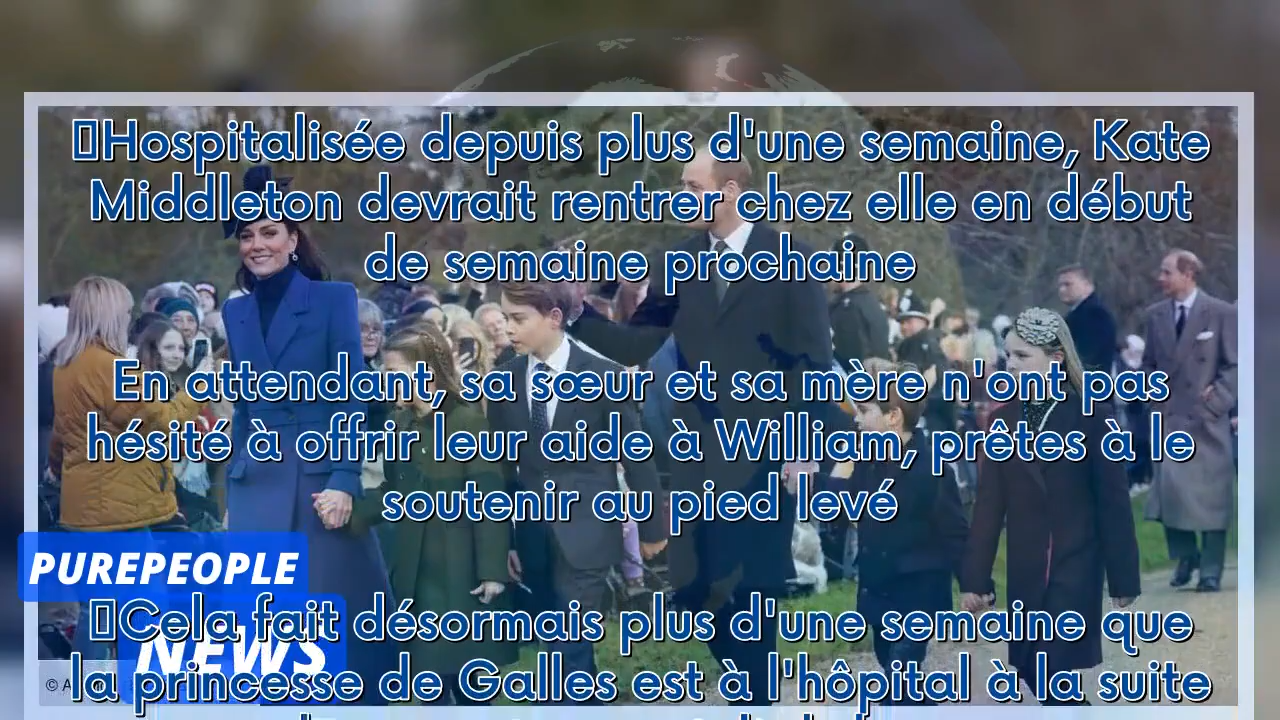 Hospitalisée depuis plus d'une semaine, Kate
Middleton devrait rentrer chez elle en début
de semaine prochaine
En attendant, sa sœur et sa mère n'ont pas
hésité à offrir leur aide à William, prêtes à le
soutenir au pied levé
PUREPEOPLE
NEWS
Cela fait désormais plus d'une semaine que
la princesse de Galles est à l'hôpital à la suite